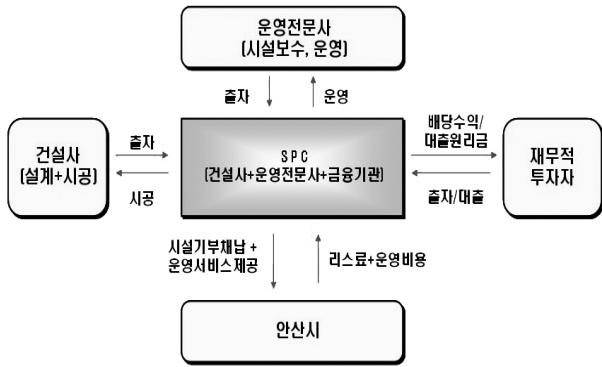 운영전문사
(시설보수, 운영)
출자
운영
건설사
(설계+시공)
출자
시공
SPC
(건설사+운영전문사+금융기관)
배당수익/
대출원리금
출자/대출
재무적
투자자
시설기부채납 +
운영서비스제공
리스료+운영비용
안산시